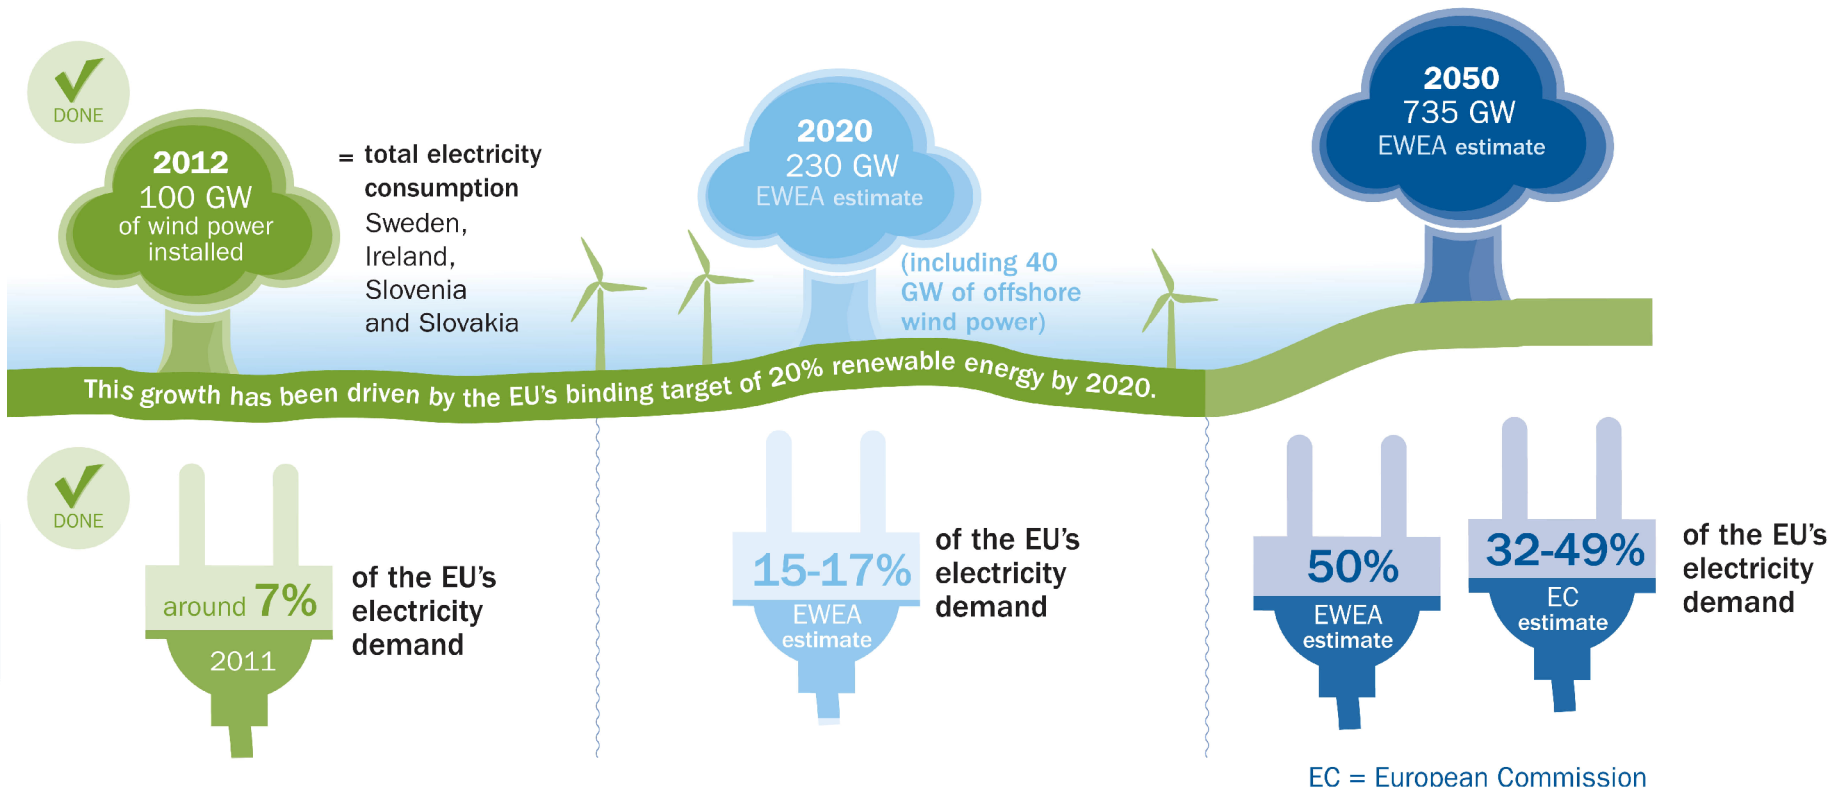 DONE
2012
100 GW
of wind power
installed
= total electricity
consumption
Sweden,
Ireland,
Slovenia
and Slovakia
2020
230 GW
EWEA estimate
(including 40
GW of offshore
wind power)
2050
735 GW
EWEA estimate
This growth has been driven by the EU's binding target of 20% renewable energy by 2020.
DONE
around 7%
2011
of the EU's
electricity
demand
15-17%
EWEA
estimate
of the EU's
electricity
demand
50%
EWEA
estimate
32-49%
EC
estimate
of the EU's
electricity
demand
EC = European Commission